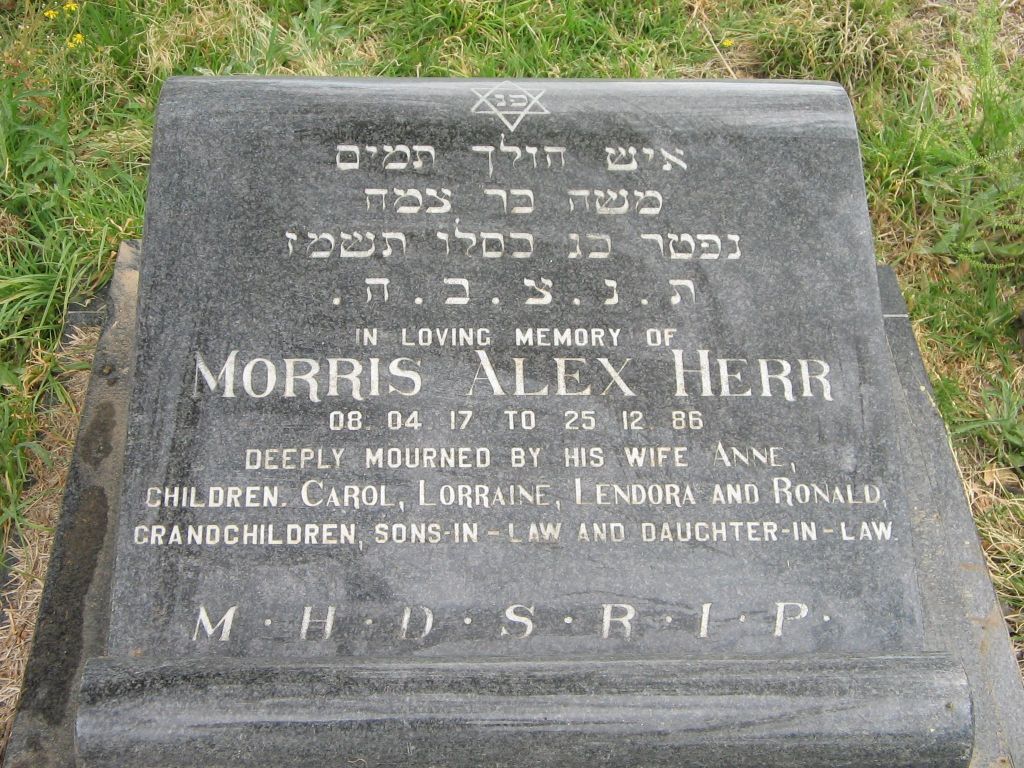 פנ
איש הולך תמים
משה בר צמח
נפטר כג כסלו תשמז
ת . נ . צ . ב . ה .
IN LOVING MEMORY OF
MORRIS ALEX HERR
08. 04. 17 TO 25. 12. 86
DEEPLY MOURNED BY HIS WIFE ANNE,
CHILDREN. CAROL, LORRAINE, LENDORA AND RONALD,
GRANDCHILDREN, SONS-IN-LAW AND DAUGHTER-IN-LAW.
M · H · D · S · R · I · P ·